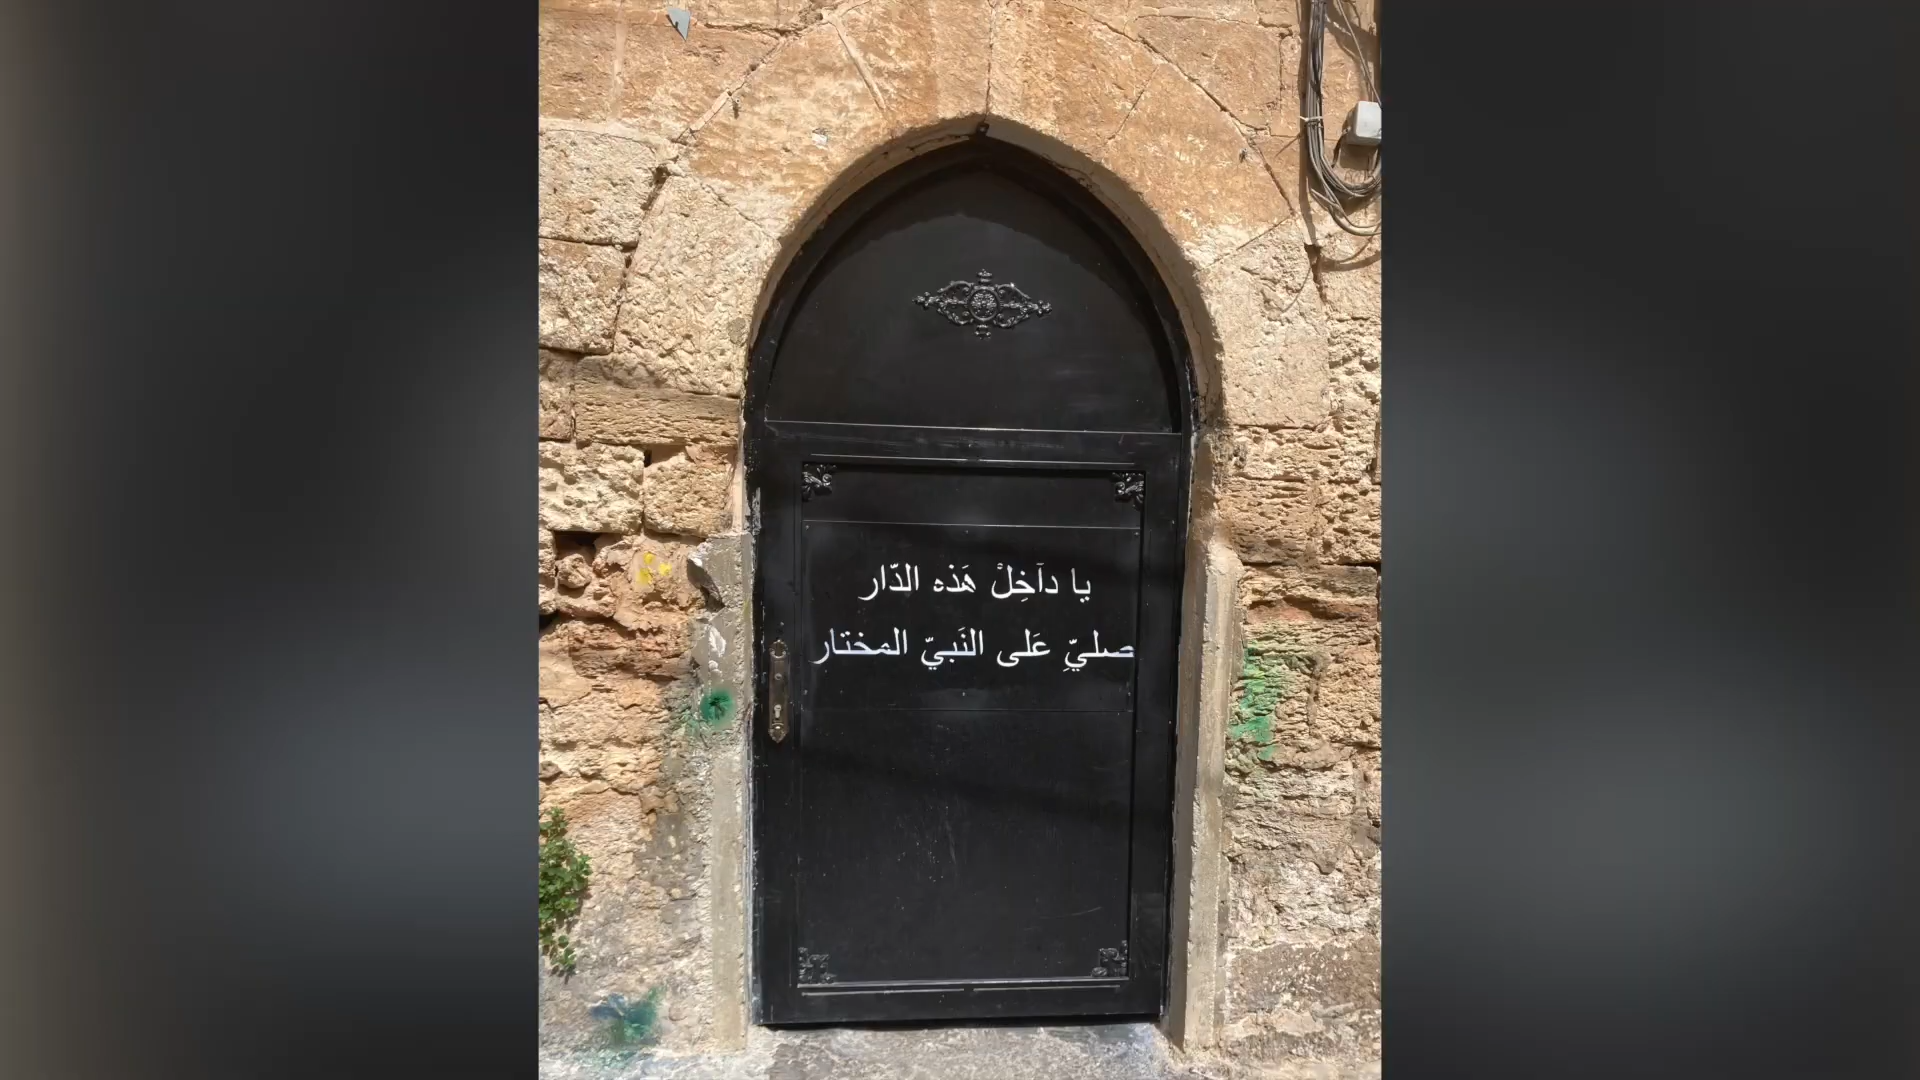 يا دآخِلْ هَذه الدّار
صليِّ عَلى النَبيّ المختار